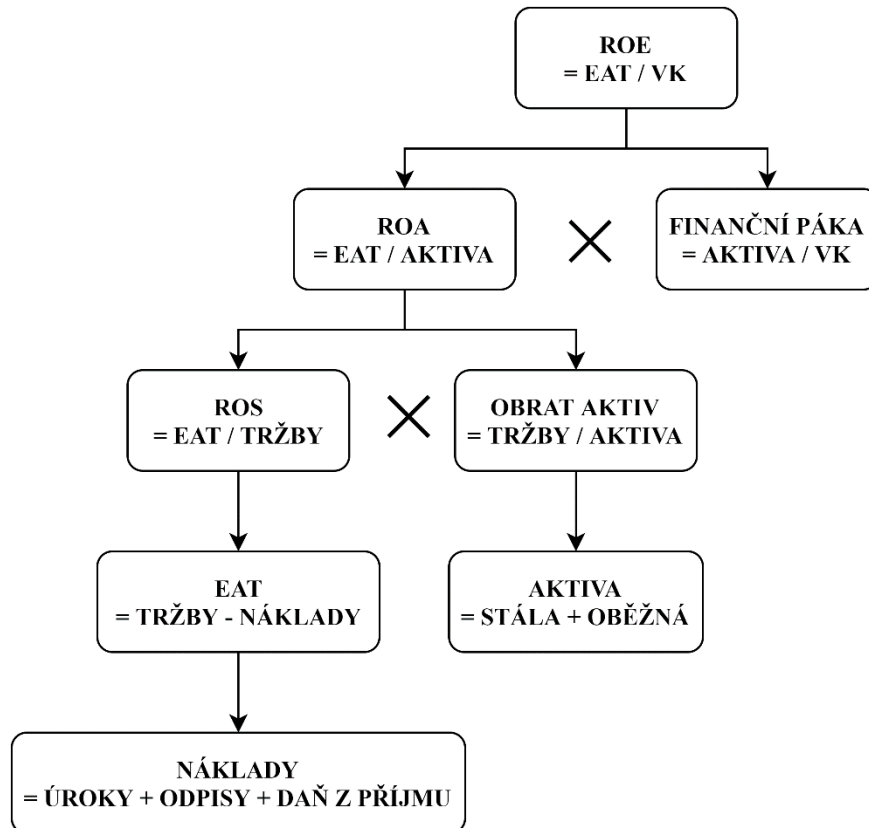 ROE
= EAT / VK
ROA
= EAT / AKTIVA
FINANČNÍ PÁKA
= AKTIVA / VK
ROS
= EAT / TRŽBY
OBRAT AKTIV
= TRŽBY / AKTIVA
EAT
= TRŽBY - NÁKLADY
AKTIVA
= STÁLA + OBĚŽNÁ
NÁKLADY
= ÚROKY + ODPISY + DAŇ Z PŘÍJMU